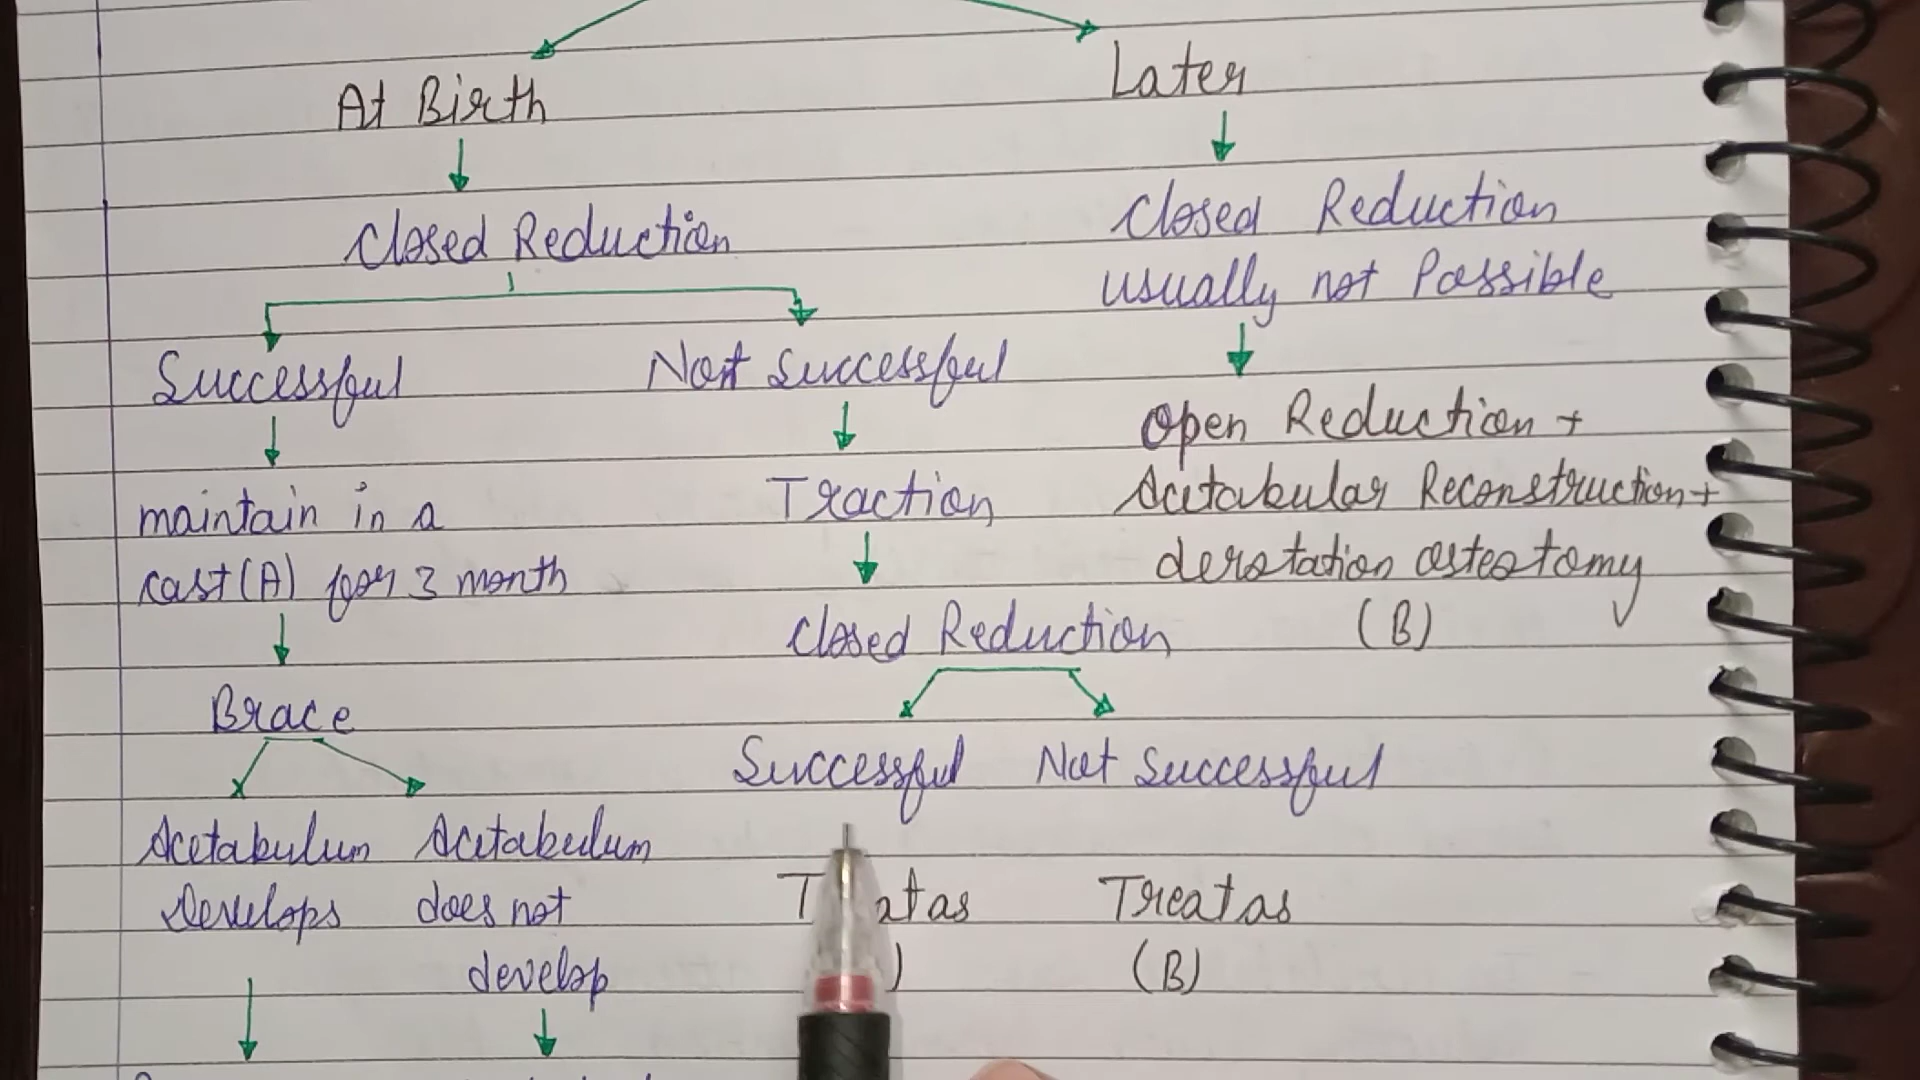 At Birth
Later
Closed Reduction
Closed Reduction
usually not Possible
Successful
Not Successful
Open Reduction +
Acetabular Reconstruction +
derotation osteotomy
(B)
maintain in a
cast (A) for 3 month
Traction
Closed Reduction
Brace
Successful
Not Successful
Acetabulum
Develops
Acetabulum
does not
develop
as
Treat as
(B)